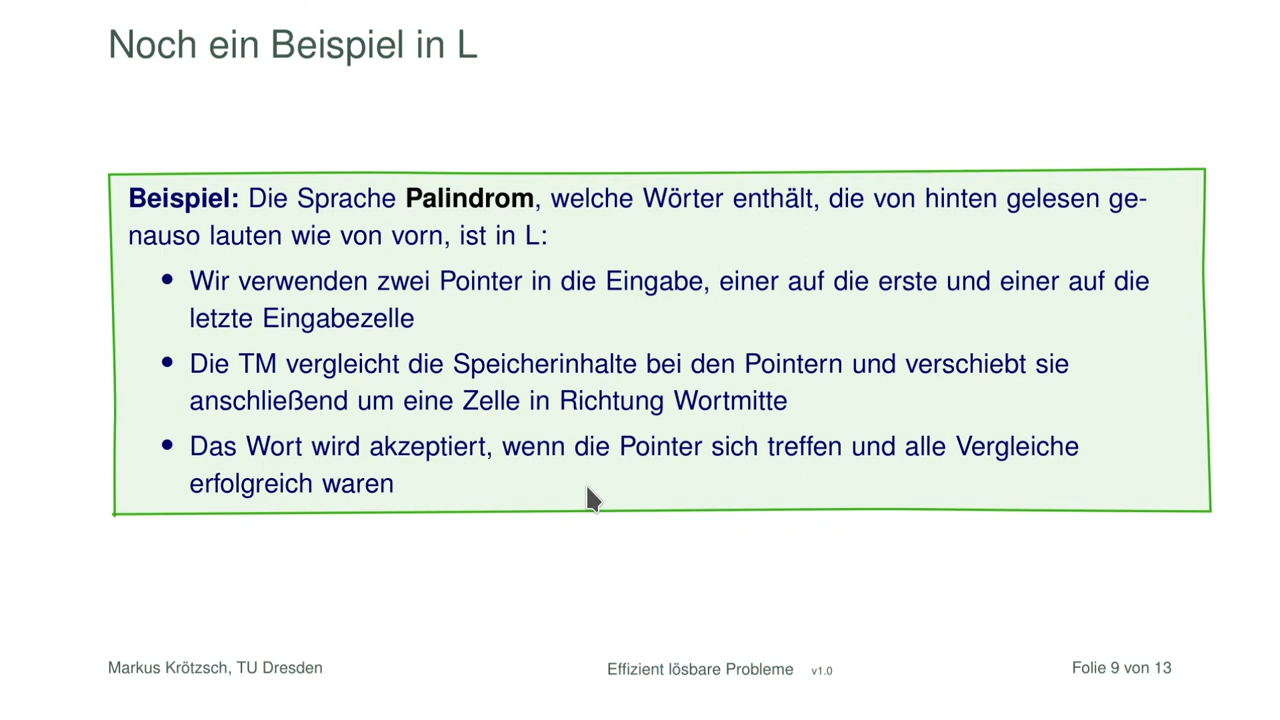 Noch ein Beispiel in L
Beispiel: Die Sprache Palindrom, welche Wörter enthält, die von hinten gelesen ge-
nauso lauten wie von vorn, ist in L:
• Wir verwenden zwei Pointer in die Eingabe, einer auf die erste und einer auf die
letzte Eingabezelle
• Die TM vergleicht die Speicherinhalte bei den Pointern und verschiebt sie
anschließend um eine Zelle in Richtung Wortmitte
• Das Wort wird akzeptiert, wenn die Pointer sich treffen und alle Vergleiche
erfolgreich waren
Markus Krötzsch, TU Dresden Effizient lösbare Probleme v1.0 Folie 9 von 13